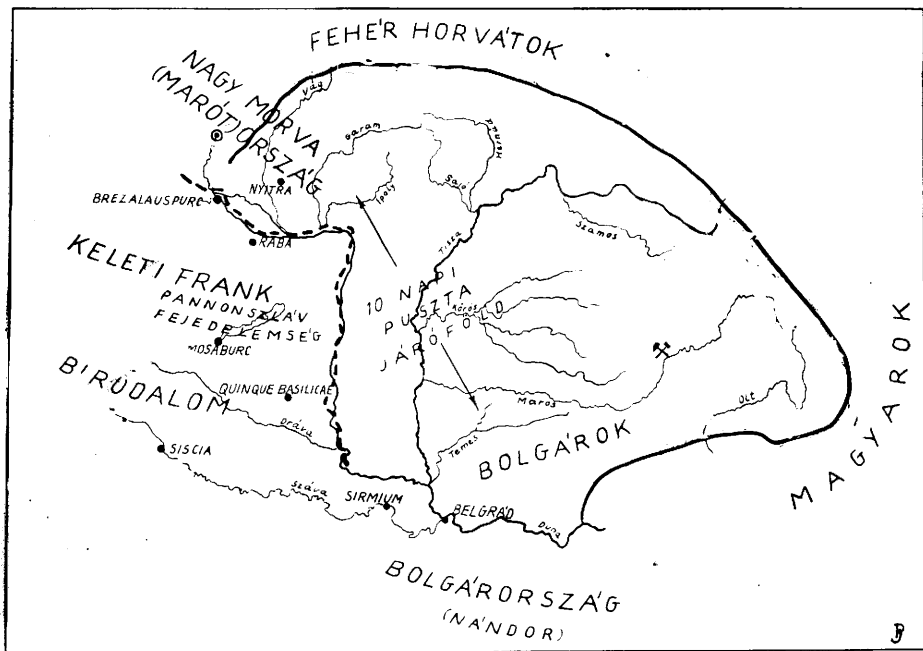 FEHÉR HORVÁTOK
NAGY MORVA
(MARÓT)ORSZÁG
Vág
Garam
Hernád
NYITRA
Ipoly
Sajó
BREZALAUSPURC
RÁBA
Tisza
Szamos
KELETI FRANK
PANNONSZLÁV
FEJEDELEMSÉG
MOSABURC
10 NAPI
PUSZTA
JÁRÓFÖLD
Körös
BIRODALOM
QUINQUE BASILICAE
Maros
Olt
Dráva
Temes
BOLGÁROK
MAGYAROK
SISCIA
Száva
SIRMIUM
BELGRÁD
Duna
BOLGÁRORSZÁG
(NÁNDOR)